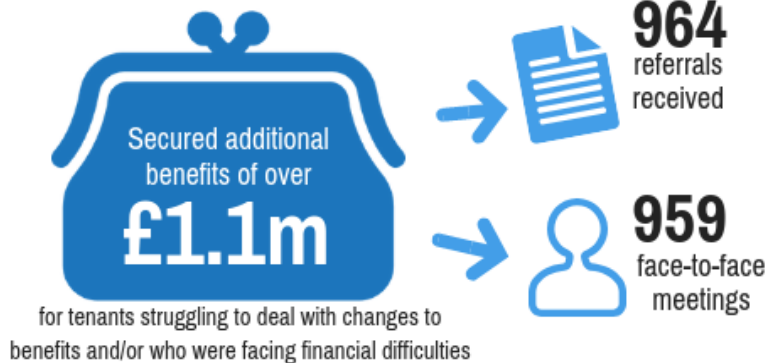 Secured additional
benefits of over
£1.1m
for tenants struggling to deal with changes to
benefits and/or who were facing financial difficulties
964
referrals
received
959
face-to-face
meetings